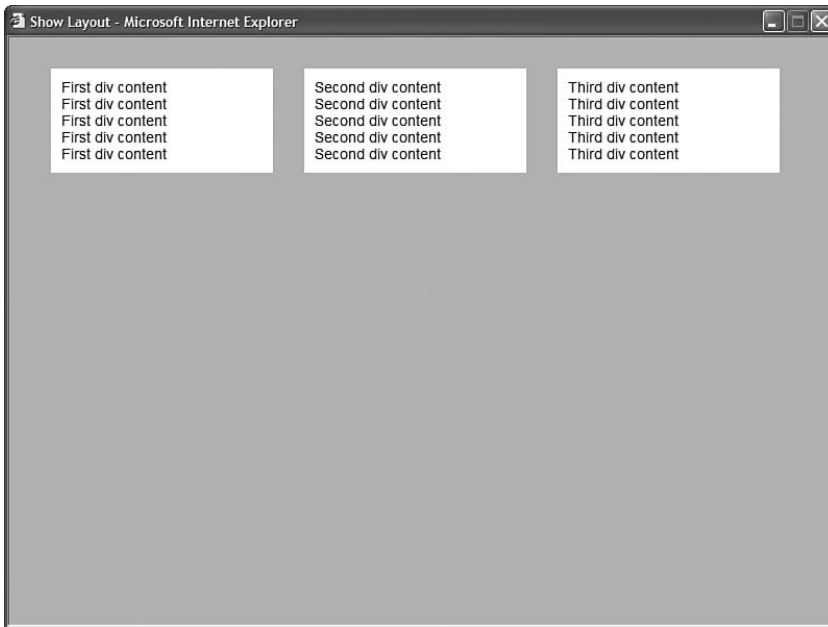 Show Layout - Microsoft Internet Explorer
First div content
First div content
First div content
First div content
First div content
Second div content
Second div content
Second div content
Second div content
Second div content
Third div content
Third div content
Third div content
Third div content
Third div content